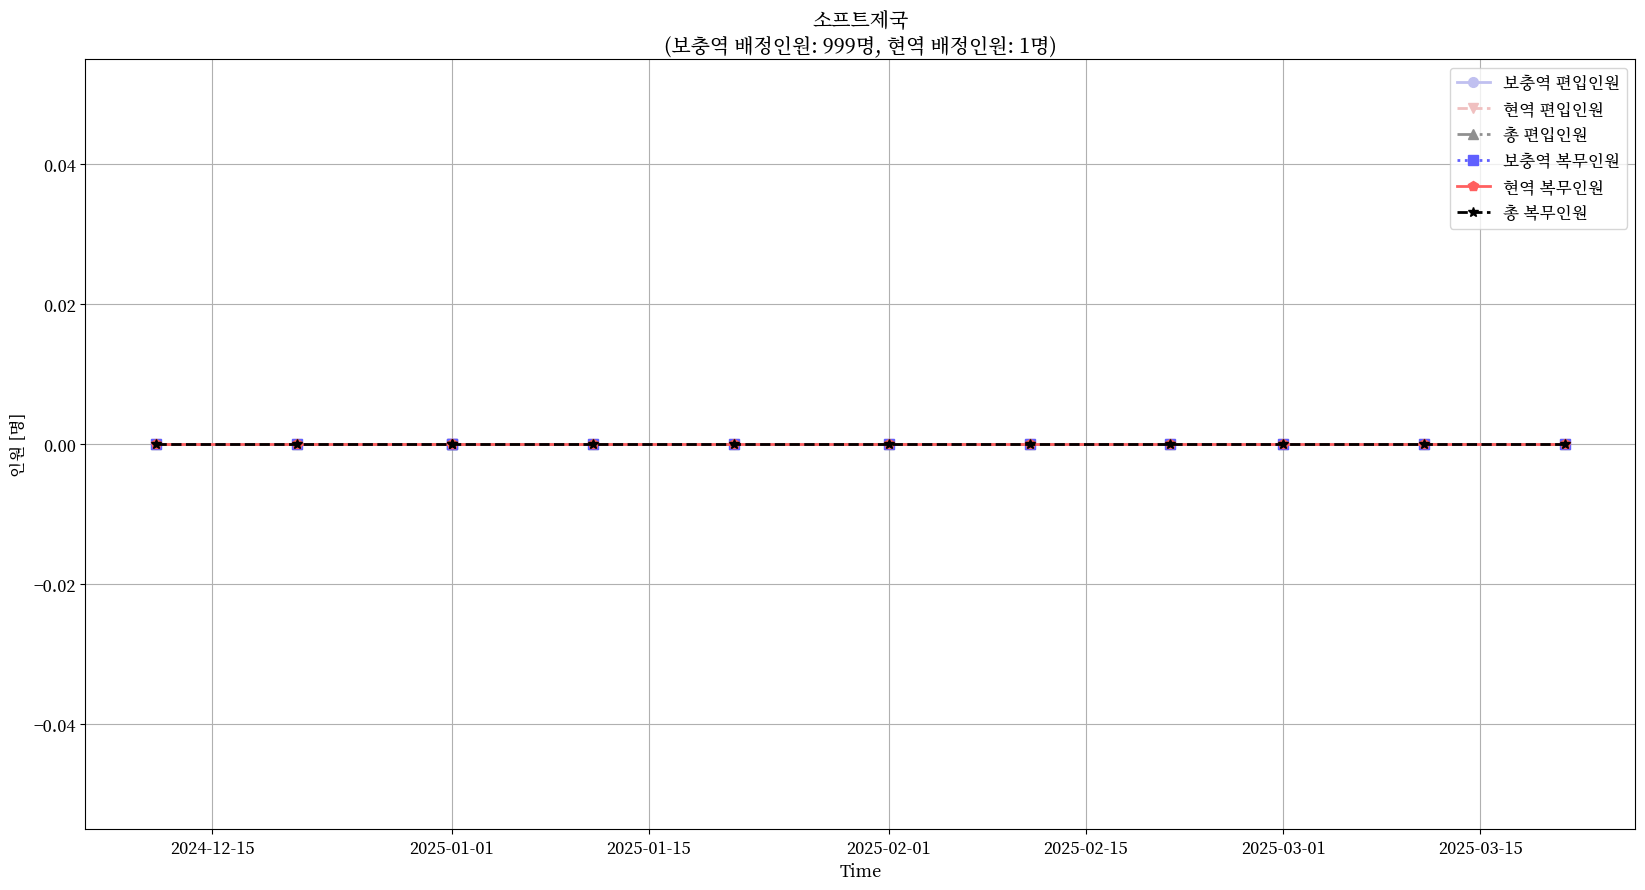 소프트제국
(보충역 배정인원: 999명, 현역 배정인원: 1명)
보충역 편입인원
현역 편입인원
총 편입인원
보충역 복무인원
현역 복무인원
총 복무인원
인원 [명]
0.04
0.02
0.00
−0.02
−0.04
2024-12-15
2025-01-01
2025-01-15
2025-02-01
2025-02-15
2025-03-01
2025-03-15
Time